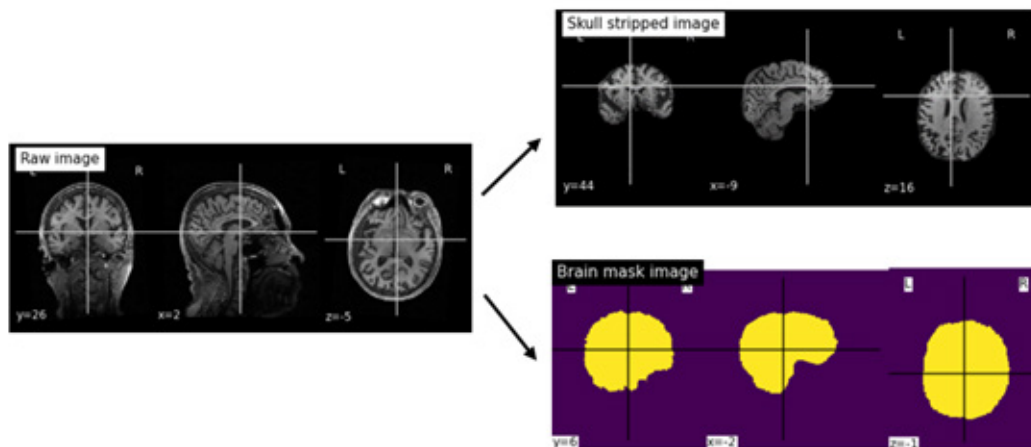 Skull stripped image
L R
L R
y=44 x=-9 z=16
Raw image
L R
L R
y=26 x=2 z=-5
Brain mask image
L R
L R
y=6 x=-2 z=-1